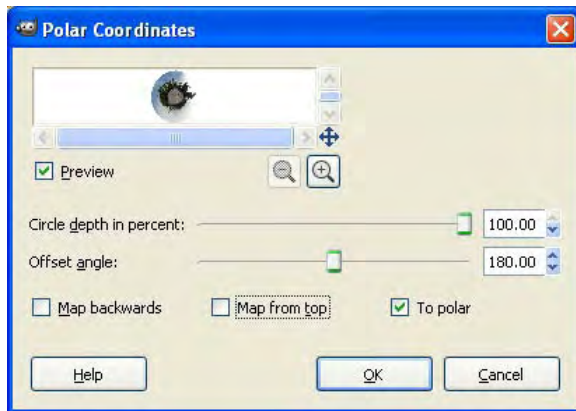 Polar Coordinates
Preview
Circle depth in percent: 100.00
Offset angle: 180.00
Map backwards Map from top To polar
Help OK Cancel